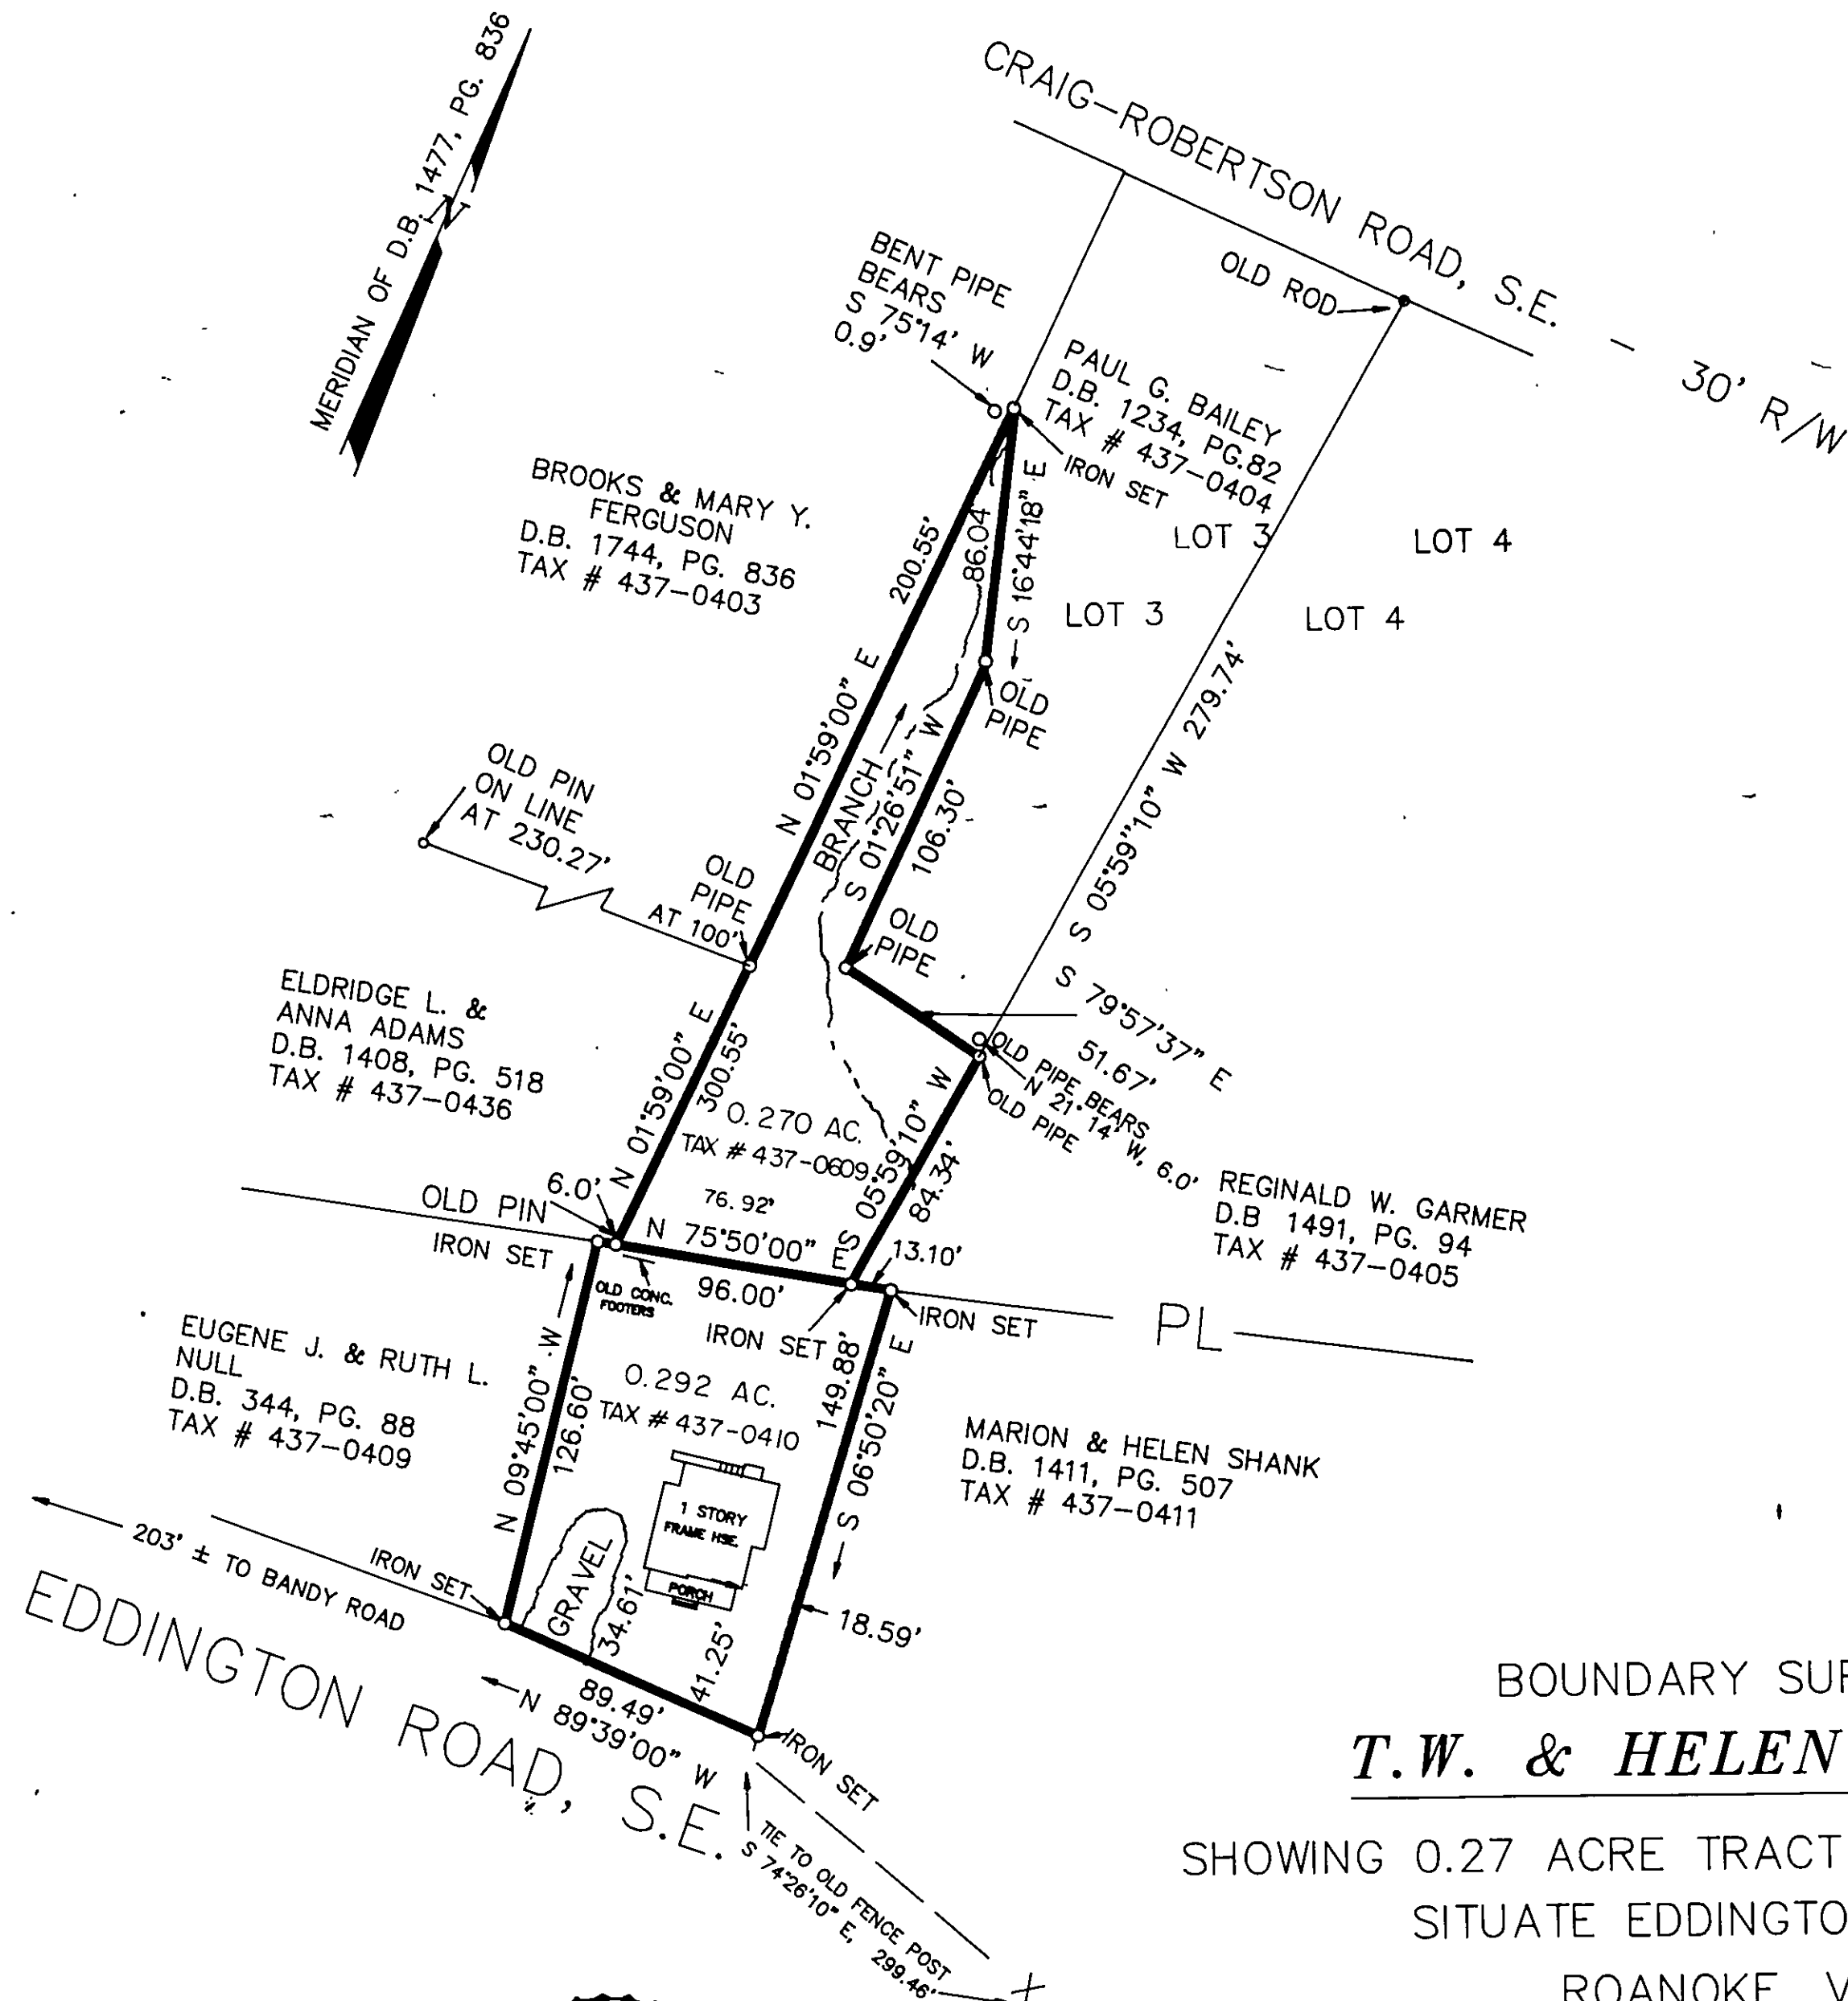 MERIDIAN OF D.B. 1477, PG. 836
N
CRAIG-ROBERTSON ROAD, S.E. - 30' R/W
OLD ROD
BENT PIPE
BEARS
S 75°14' W
0.9'
PAUL G. BAILEY
D.B. 1234, PG.82
TAX # 437-0404
IRON SET
LOT 3
LOT 4
LOT 3
LOT 4
BROOKS & MARY Y.
FERGUSON
D.B. 1744, PG. 836
TAX # 437-0403
200.55'
N 01°59'00" E
86.04'
S 16°44'18" E
OLD
PIPE
BRANCH
S 01°26'51" W
106.30'
S 05°59"10" W 279.74'
OLD PIN
ON LINE
AT 230.27'
OLD
PIPE
AT 100'
OLD
PIPE
S 79°57'37" E
51.67'
OLD PIPE BEARS
N 21° 14' W, 6.0'
OLD PIPE
ELDRIDGE L. &
ANNA ADAMS
D.B. 1408, PG. 518
TAX # 437-0436
N 01°59'00" E
300.55'
0.270 AC.
TAX # 437-0609
S 05°59'10" W
84.34'
REGINALD W. GARMER
D.B 1491, PG. 94
TAX # 437-0405
6.0'
OLD PIN
IRON SET
76.92'
N 75°50'00" E
96.00'
13.10'
OLD CONC.
FOOTERS
IRON SET
IRON SET
PL
EUGENE J. & RUTH L.
NULL
D.B. 344, PG. 88
TAX # 437-0409
N 09°45'00" W
126.60'
0.292 AC.
TAX # 437-0410
149.88'
S 06°50'20" E
MARION & HELEN SHANK
D.B. 1411, PG. 507
TAX # 437-0411
1 STORY
FRAME HSE.
PORCH
GRAVEL
34.61'
41.25'
18.59'
203' ± TO BANDY ROAD
IRON SET
89.49'
N 89°39'00" W
IRON SET
EDDINGTON ROAD, S.E.
TIE TO OLD FENCE POST
S 74°26'10" E, 299.46'
X
BOUNDARY SUR
T.W. & HELEN
SHOWING 0.27 ACRE TRACT
SITUATE EDDINGTO
ROANOKE, V